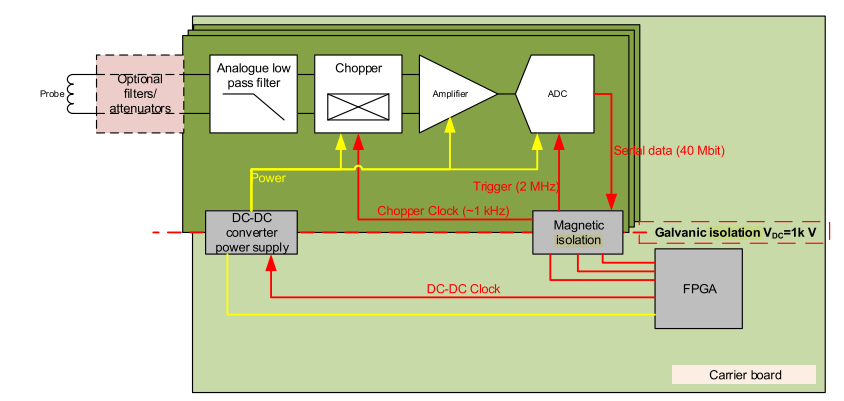 Probe
Optional
filters/
attenuators
Analogue low
pass filter
Chopper
Amplifier
ADC
Serial data (40 Mbit)
Power
Trigger (2 MHz)
Chopper Clock (~1 kHz)
DC-DC
converter
power supply
Magnetic
isolation
Galvanic isolation VDC=1k V
DC-DC Clock
FPGA
Carrier board